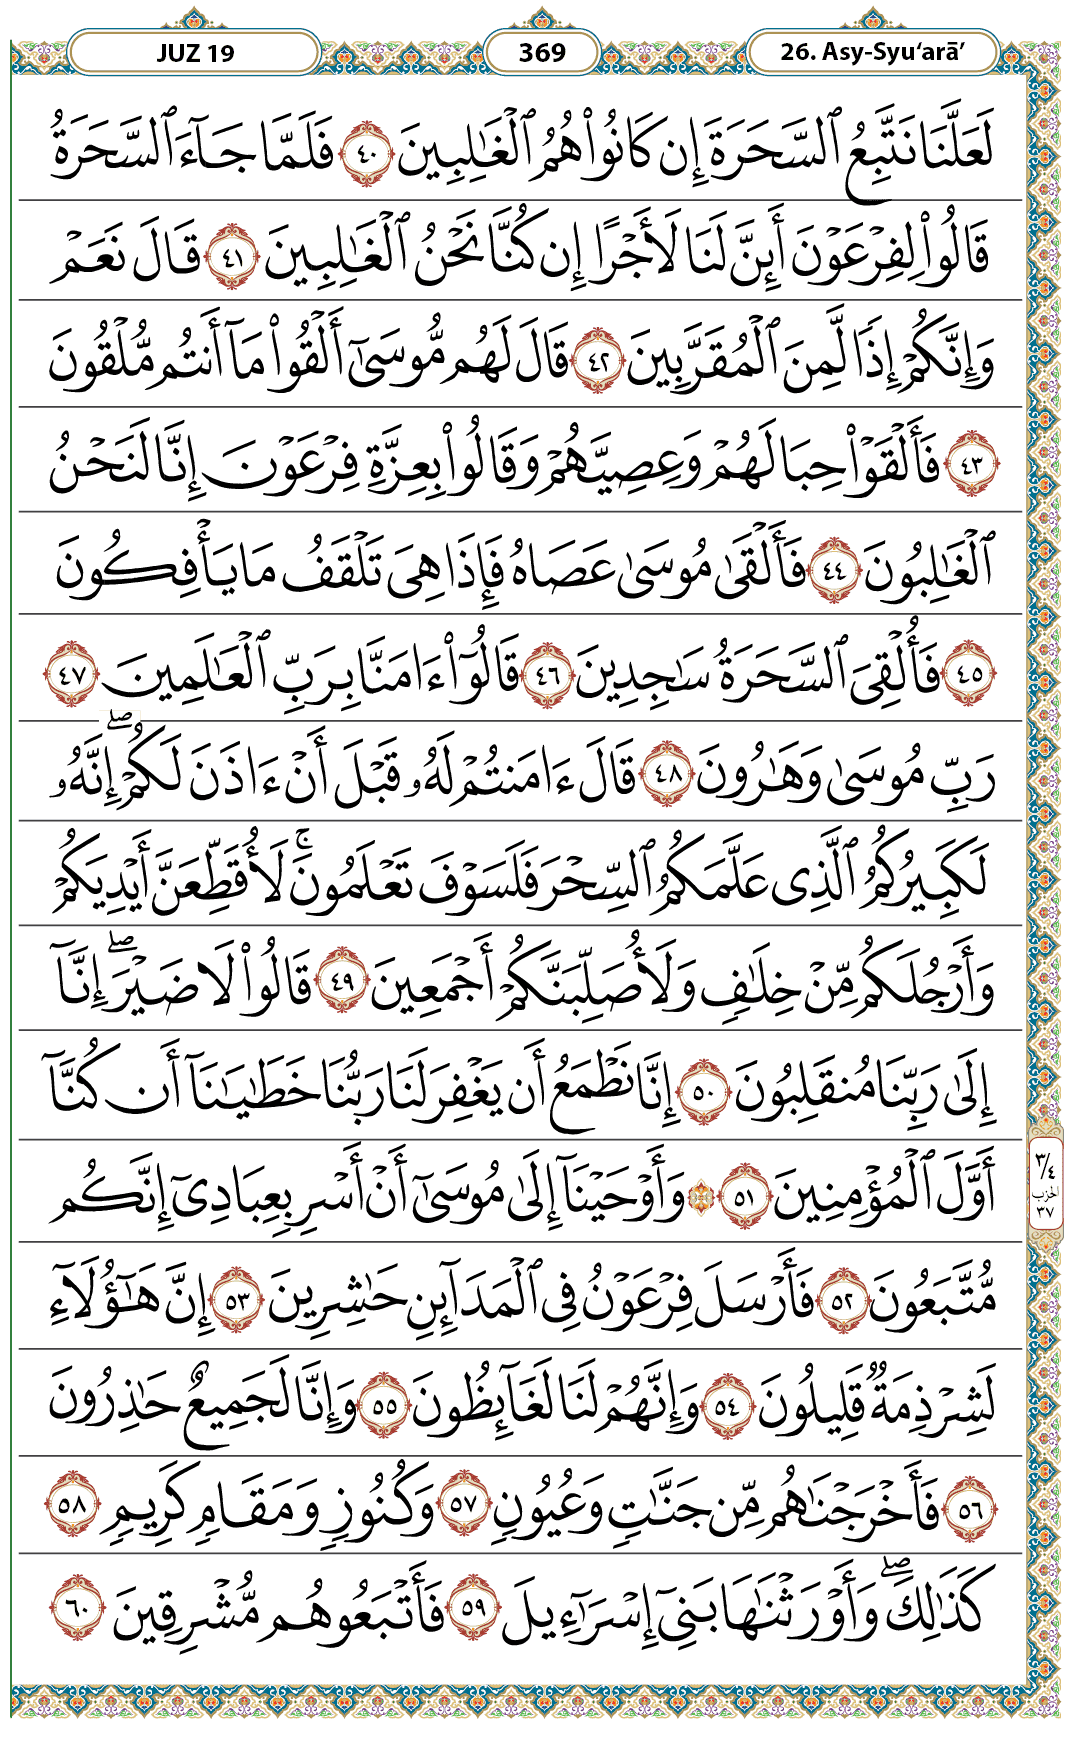 JUZ 19
369
26. Asy-Syu‘arā’
لَعَلَّنَا نَتَّبِعُ ٱلسَّحَرَةَ إِن كَانُوا۟ هُمُ ٱلْغَـٰلِبِينَ ٤٠ فَلَمَّا جَآءَ ٱلسَّحَرَةُ
قَالُوا۟ لِفِرْعَوْنَ أَئِنَّ لَنَا لَأَجْرًا إِن كُنَّا نَحْنُ ٱلْغَـٰلِبِينَ ٤١ قَالَ نَعَمْ
وَإِنَّكُمْ إِذًا لَّمِنَ ٱلْمُقَرَّبِينَ ٤٢ قَالَ لَهُم مُّوسَىٰٓ أَلْقُوا۟ مَآ أَنتُم مُّلْقُونَ
٤٣ فَأَلْقَوْا۟ حِبَالَهُمْ وَعِصِيَّهُمْ وَقَالُوا۟ بِعِزَّةِ فِرْعَوْنَ إِنَّا لَنَحْنُ
ٱلْغَـٰلِبُونَ ٤٤ فَأَلْقَىٰ مُوسَىٰ عَصَاهُ فَإِذَا هِىَ تَلْقَفُ مَا يَأْفِكُونَ
٤٥ فَأُلْقِىَ ٱلسَّحَرَةُ سَـٰجِدِينَ ٤٦ قَالُوٓا۟ ءَامَنَّا بِرَبِّ ٱلْعَـٰلَمِينَ ٤٧
رَبِّ مُوسَىٰ وَهَـٰرُونَ ٤٨ قَالَ ءَامَنتُمْ لَهُۥ قَبْلَ أَنْ ءَاذَنَ لَكُمْ ۖ إِنَّهُۥ
لَكَبِيرُكُمُ ٱلَّذِى عَلَّمَكُمُ ٱلسِّحْرَ فَلَسَوْفَ تَعْلَمُونَ ۚ لَأُقَطِّعَنَّ أَيْدِيَكُمْ
وَأَرْجُلَكُم مِّنْ خِلَـٰفٍ وَلَأُصَلِّبَنَّكُمْ أَجْمَعِينَ ٤٩ قَالُوا۟ لَا ضَيْرَ ۖ إِنَّآ
إِلَىٰ رَبِّنَا مُنقَلِبُونَ ٥٠ إِنَّا نَطْمَعُ أَن يَغْفِرَ لَنَا رَبُّنَا خَطَـٰيَـٰنَآ أَن كُنَّآ
أَوَّلَ ٱلْمُؤْمِنِينَ ٥١ ۞ وَأَوْحَيْنَآ إِلَىٰ مُوسَىٰٓ أَنْ أَسْرِ بِعِبَادِىٓ إِنَّكُم
مُّتَّبَعُونَ ٥٢ فَأَرْسَلَ فِرْعَوْنُ فِى ٱلْمَدَآئِنِ حَـٰشِرِينَ ٥٣ إِنَّ هَـٰٓؤُلَآءِ
لَشِرْذِمَةٌ قَلِيلُونَ ٥٤ وَإِنَّهُمْ لَنَا لَغَآئِظُونَ ٥٥ وَإِنَّا لَجَمِيعٌ حَـٰذِرُونَ
٥٦ فَأَخْرَجْنَـٰهُم مِّن جَنَّـٰتٍ وَعُيُونٍ ٥٧ وَكُنُوزٍ وَمَقَامٍ كَرِيمٍ ٥٨
كَذَٰلِكَ ۖ وَأَوْرَثْنَـٰهَا بَنِىٓ إِسْرَٰٓءِيلَ ٥٩ فَأَتْبَعُوهُم مُّشْرِقِينَ ٦٠
٣/٤
الحزب
٣٧